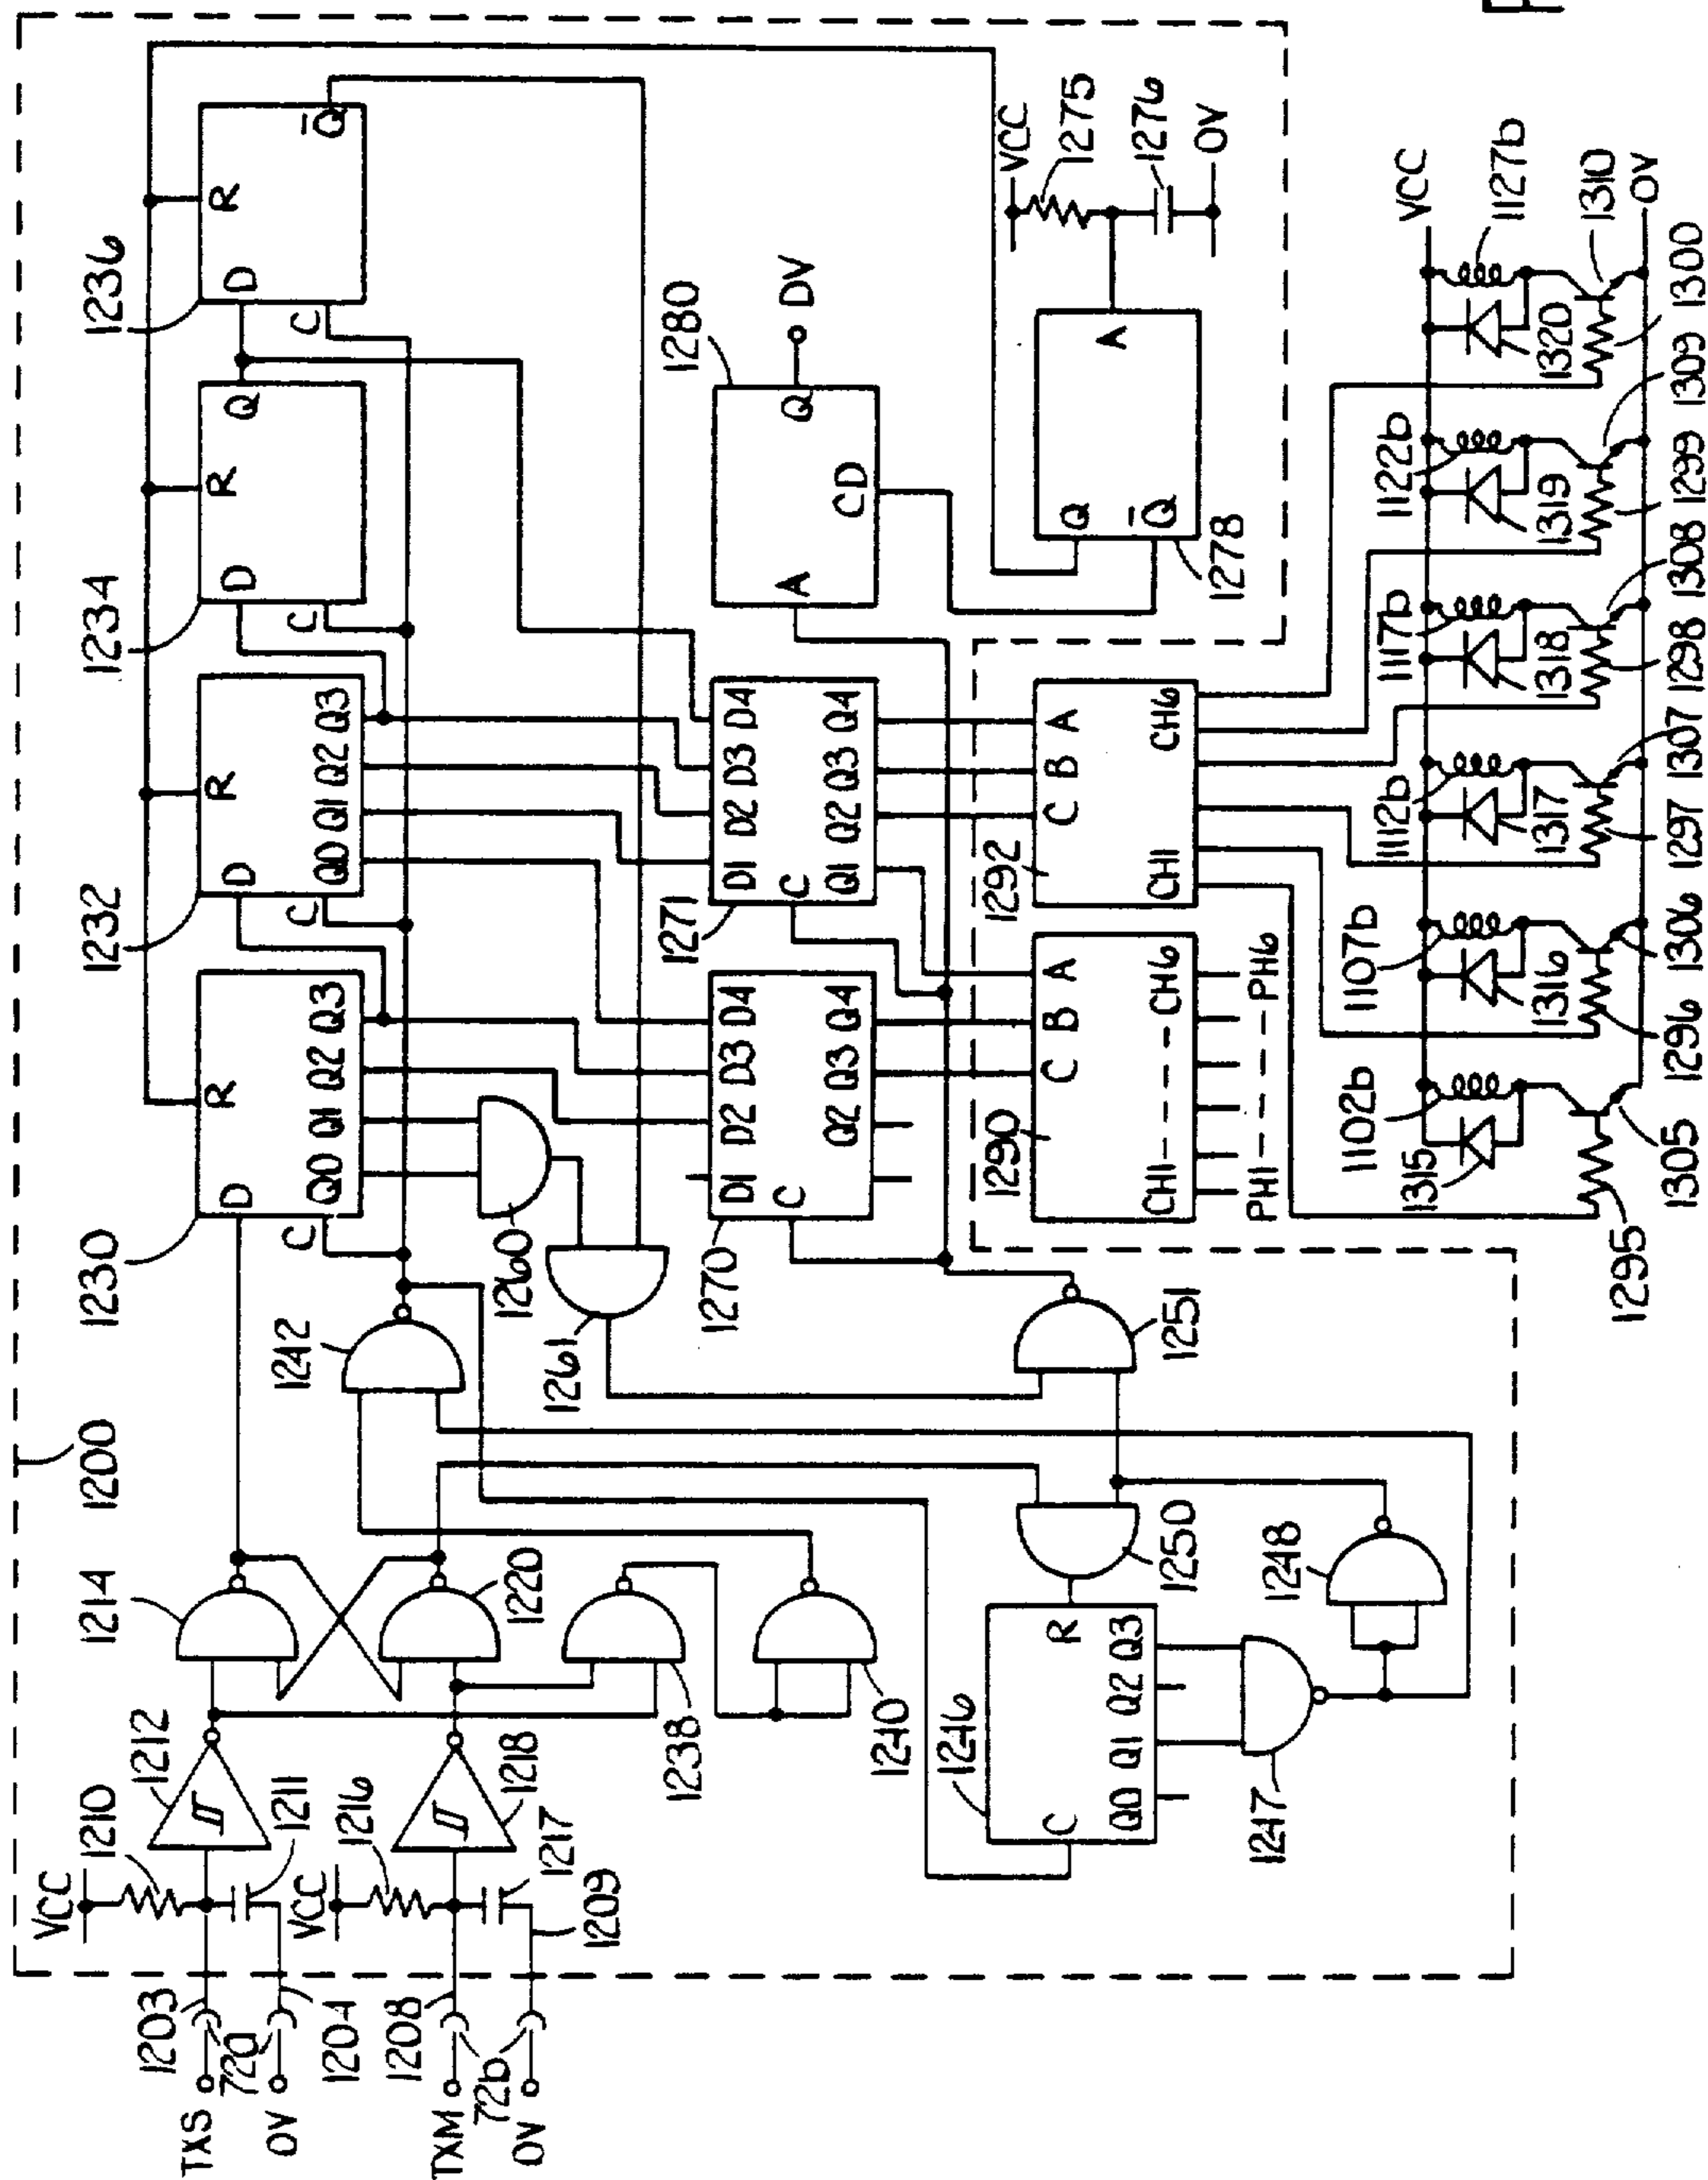 1200
TXS
1203
72a
0V
1204
VCC
1210
1211
1212
1214
TXM
1208
72b
0V
1209
VCC
1216
1217
1218
1220
1238
1240
1242
1230
D
R
C
Q0 Q1 Q2 Q3
1232
D
R
C
Q0 Q1 Q2 Q3
1234
D
R
C
Q
1236
D
R
C
Q̅
1260
1261
1270
D1 D2 D3 D4
C
Q2 Q3 Q4
1271
D1 D2 D3 D4
C
Q1 Q2 Q3 Q4
1280
A
Q
CD
DV
1246
C
R
Q0 Q1 Q2 Q3
1247
1248
1250
1251
1290
C B A
CH1 - - - - CH6
PH1 - - - - PH6
1292
C B A
CH1 CH6
1278
Q
Q̅
A
VCC
1275
1276
0V
VCC
1102b
1107b
1112b
1117b
1122b
1127b
1315
1316
1317
1318
1319
1320
0V
1295
1305
1296
1306
1297
1307
1298
1308
1299
1309
1300
1310